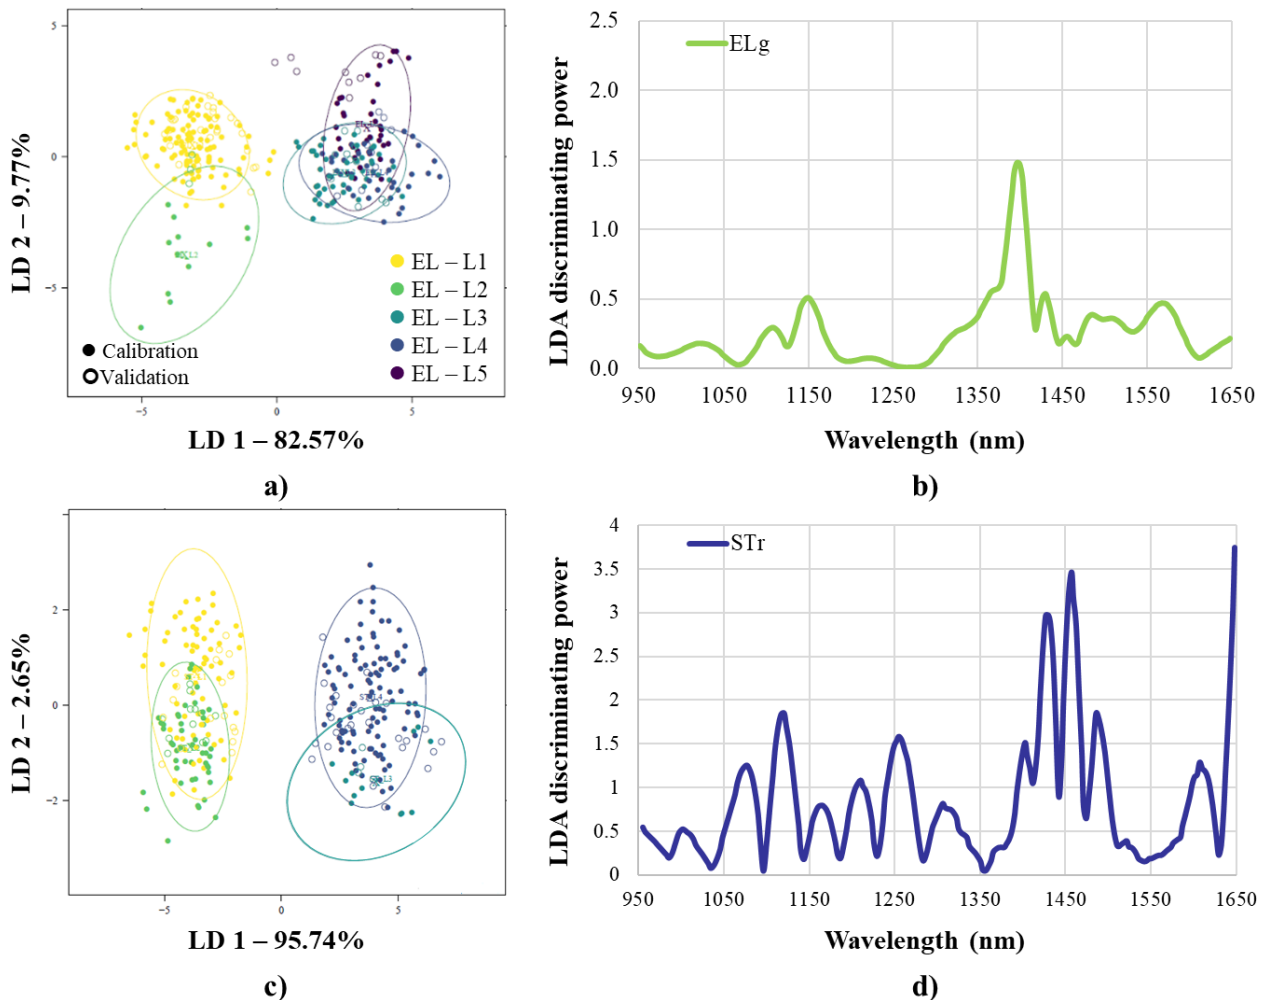 5
0
−5
−5
0
5
LD 2 – 9.77%
LD 1 – 82.57%
EL – L1
EL – L2
EL – L3
EL – L4
EL – L5
Calibration
Validation
a)
2.5
2.0
1.5
1.0
0.5
0.0
ELg
LDA discriminating power
950
1050
1150
1250
1350
1450
1550
1650
Wavelength (nm)
b)
2
0
−2
−5
0
5
LD 2 – 2.65%
LD 1 – 95.74%
c)
4
3.5
3
2.5
2
1.5
1
0.5
0
STr
LDA discriminating power
950
1050
1150
1250
1350
1450
1550
1650
Wavelength (nm)
d)